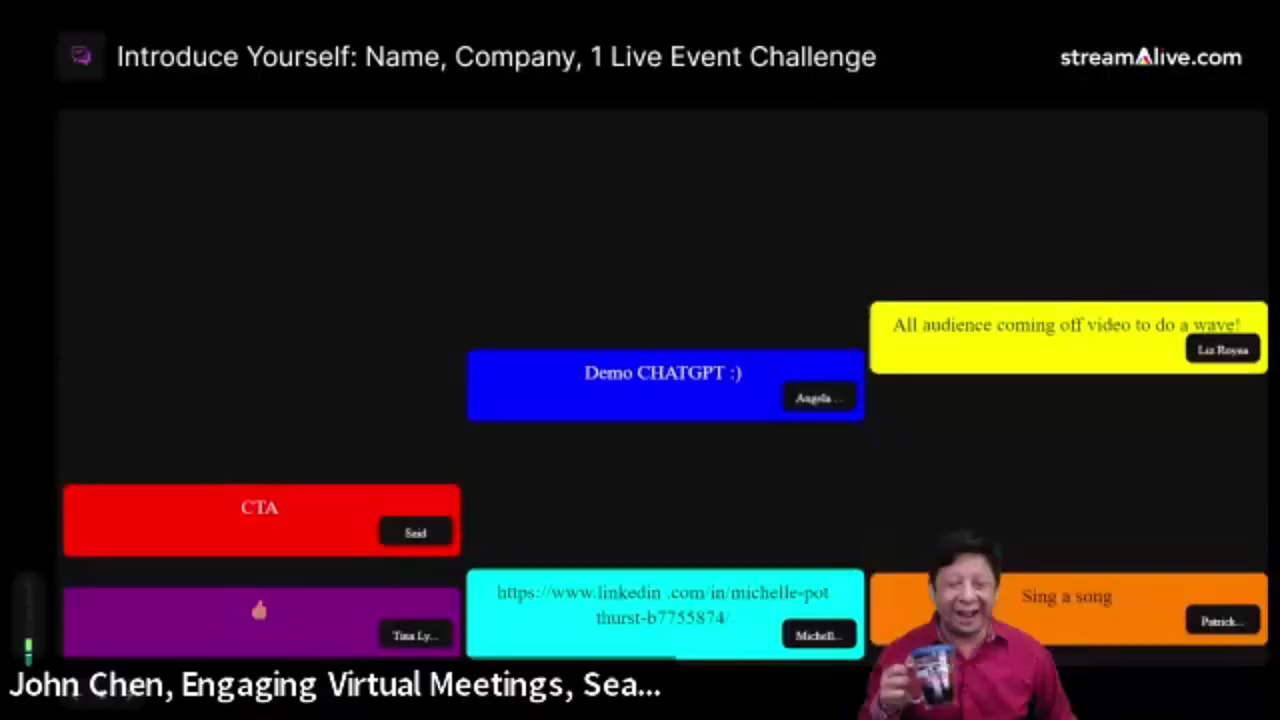 Introduce Yourself: Name, Company, 1 Live Event Challenge
streamAlive.com
All audience coming off video to do a wave!
Liz Royea
Demo CHATGPT :)
Angela ...
CTA
Said
Tina Ly...
https://www.linkedin .com/in/michelle-pot
thurst-b7755874/
Michell...
Sing a song
Patrick...
John Chen, Engaging Virtual Meetings, Sea...